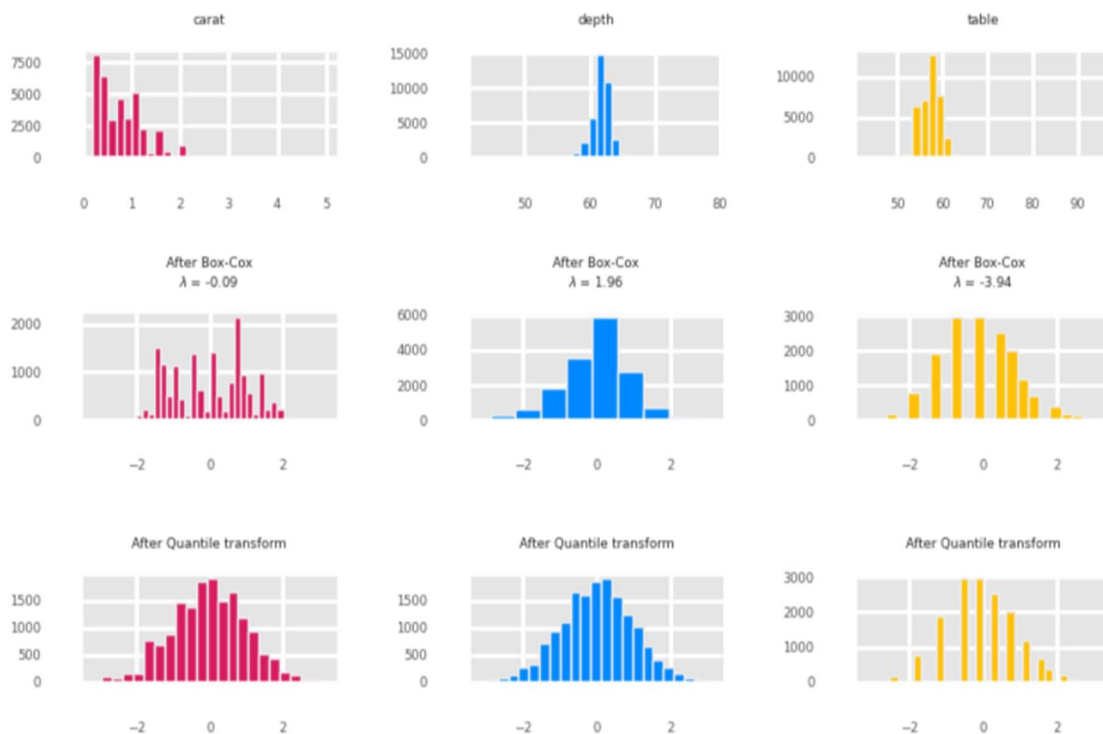 carat
depth
table
7500
5000
2500
0
0 1 2 3 4 5
15000
10000
5000
0
50 60 70 80
10000
5000
0
50 60 70 80 90
After Box-Cox
λ = -0.09
After Box-Cox
λ = 1.96
After Box-Cox
λ = -3.94
2000
1000
0
−2 0 2
6000
4000
2000
0
−2 0 2
3000
2000
1000
0
−2 0 2
After Quantile transform
After Quantile transform
After Quantile transform
1500
1000
500
0
−2 0 2
1500
1000
500
0
−2 0 2
3000
2000
1000
0
−2 0 2